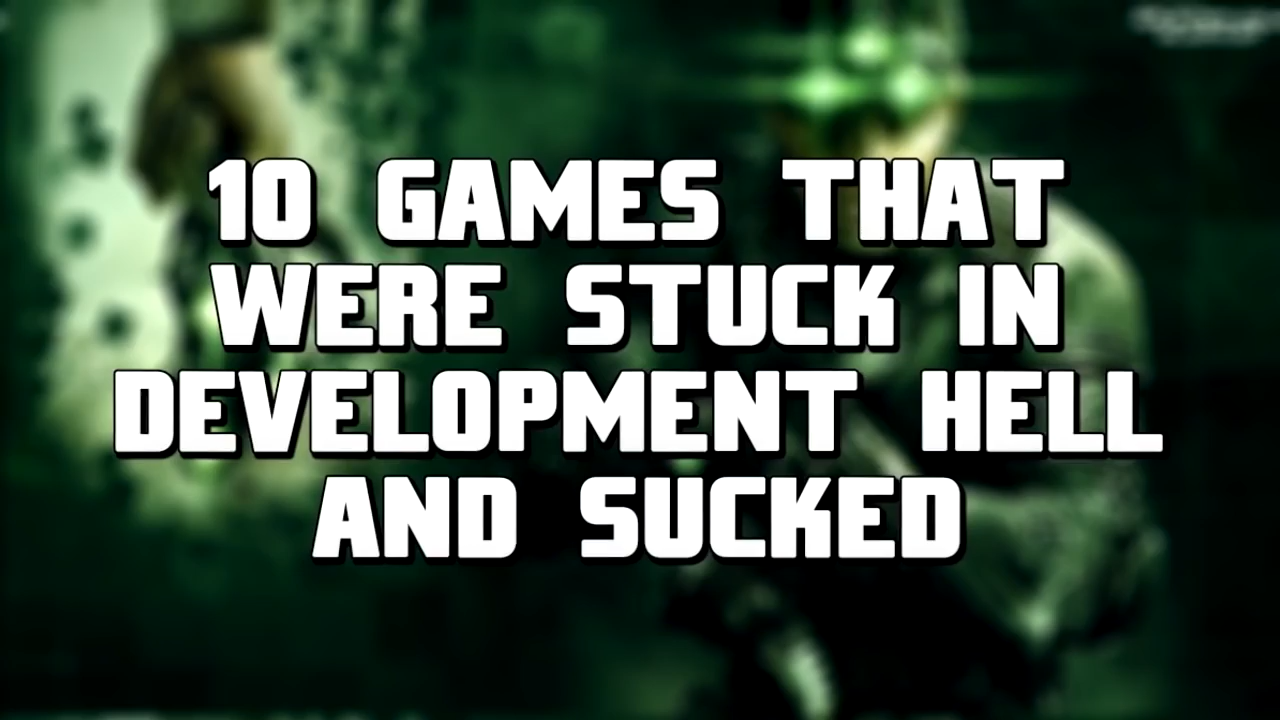 10 GAMES THAT
WERE STUCK IN
DEVELOPMENT HELL
AND SUCKED